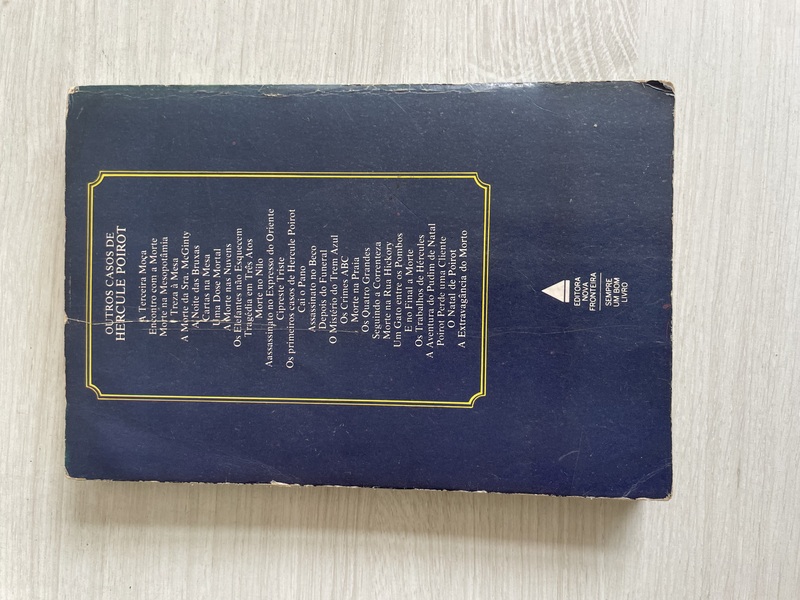 OUTROS CASOS DE
HERCULE POIROT
A Terceira Moça
Encontro com a Morte
Morte na Mesopotâmia
Treza à Mesa
A Morte da Sra. McGinty
A Noite das Bruxas
Cartas na Mesa
Uma Dose Mortal
A Morte nas Nuvens
Os Elefantes não Esquecem
Tragédia em Três Atos
Morte no Nilo
Aassassinato no Expresso do Oriente
Cipreste Triste
Os primeiros casos de Hercule Poirot
Cai o Pano
Assassinato no Beco
Depois do Funeral
O Mistério do Trem Azul
Os Crimes ABC
Morte na Praia
Os Quatro Grandes
Seguindo a Correnteza
Morte na Rua Hickory
Um Gato entre os Pombos
E no Final a Morte
Os Trabalhos de Hércules
A Aventura do Pudim de Natal
Poirot Perde uma Cliente
O Natal de Poirot
A Extravagância do Morto
EDITORA
NOVA
FRONTEIRA
SEMPRE
UM BOM
LIVRO